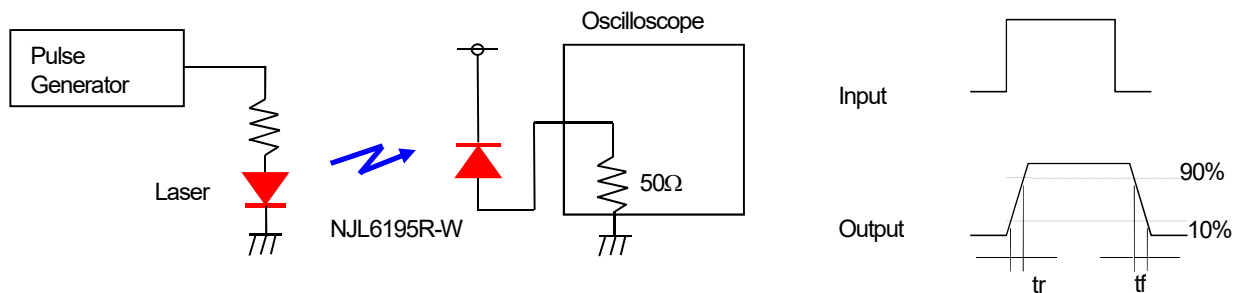 Oscilloscope
Pulse
Generator
Input
Laser
50Ω
90%
NJL6195R-W
Output
10%
tr
tf